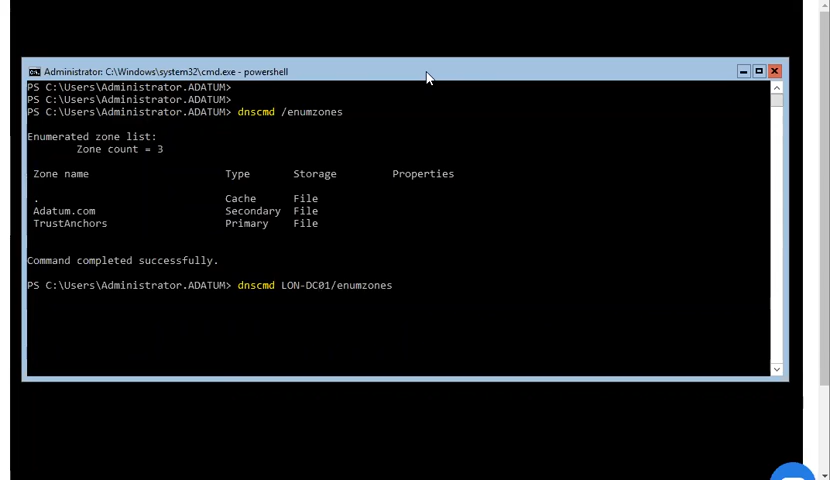 Administrator: C:\Windows\system32\cmd.exe - powershell
PS C:\Users\Administrator.ADATUM>
PS C:\Users\Administrator.ADATUM>
PS C:\Users\Administrator.ADATUM> dnscmd /enumzones
Enumerated zone list:
Zone count = 3
Zone name Type Storage Properties
. Cache File
Adatum.com Secondary File
TrustAnchors Primary File
Command completed successfully.
PS C:\Users\Administrator.ADATUM> dnscmd LON-DC01/enumzones